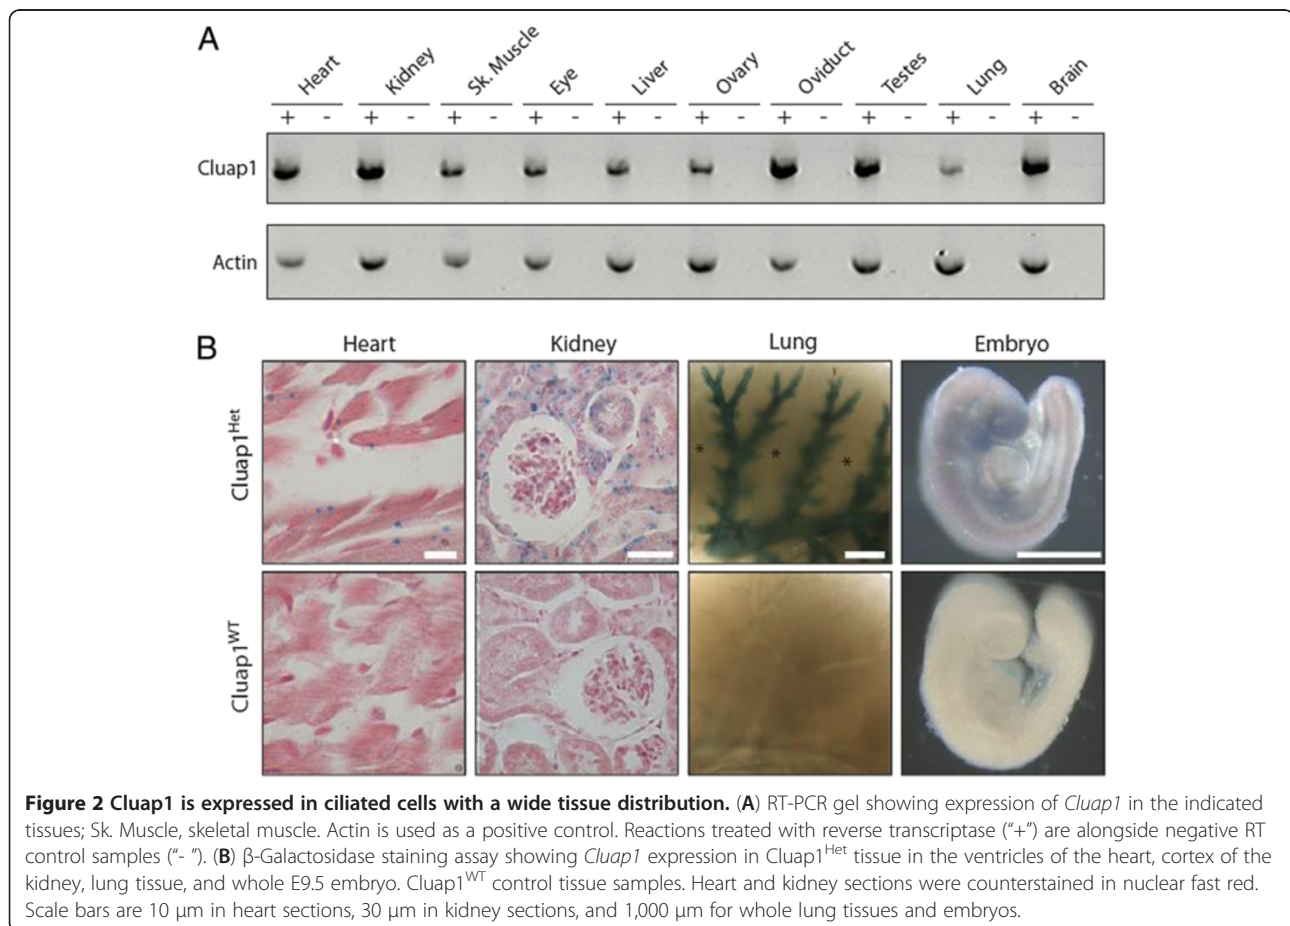 A
Heart Kidney Sk. Muscle Eye Liver Ovary Oviduct Testes Lung Brain
+ - + - + - + - + - + - + - + - + - + -
Cluap1
Actin
B
Heart Kidney Lung Embryo
Cluap1Het
* * *
Cluap1WT
Figure 2 Cluap1 is expressed in ciliated cells with a wide tissue distribution. (A) RT-PCR gel showing expression of Cluap1 in the indicated
tissues; Sk. Muscle, skeletal muscle. Actin is used as a positive control. Reactions treated with reverse transcriptase (“+”) are alongside negative RT
control samples (“- ”). (B) β-Galactosidase staining assay showing Cluap1 expression in Cluap1Het tissue in the ventricles of the heart, cortex of the
kidney, lung tissue, and whole E9.5 embryo. Cluap1WT control tissue samples. Heart and kidney sections were counterstained in nuclear fast red.
Scale bars are 10 μm in heart sections, 30 μm in kidney sections, and 1,000 μm for whole lung tissues and embryos.